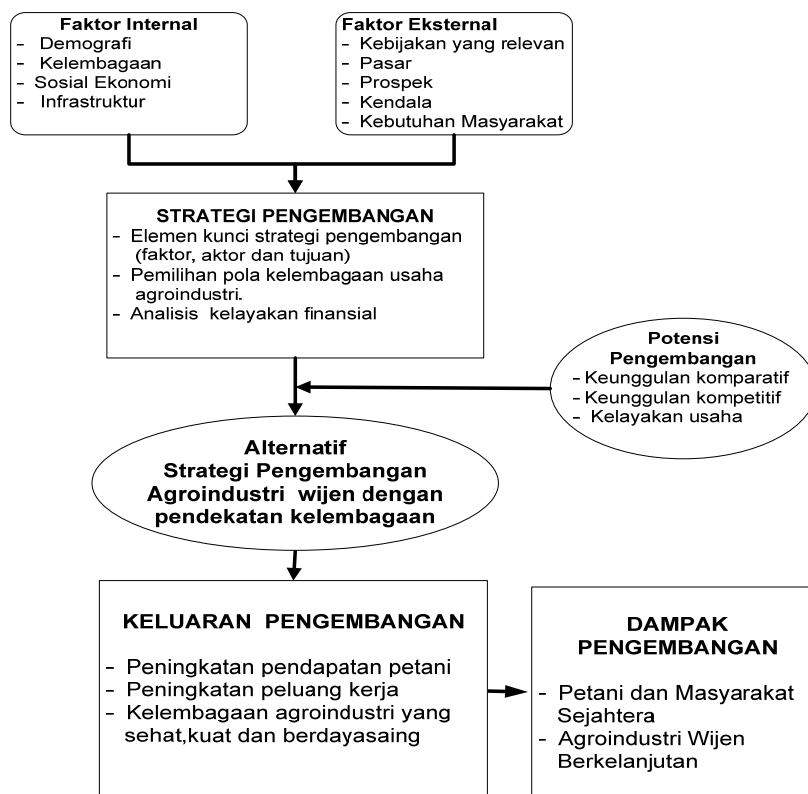 Faktor Internal
- Demografi
- Kelembagaan
- Sosial Ekonomi
- Infrastruktur
Faktor Eksternal
- Kebijakan yang relevan
- Pasar
- Prospek
- Kendala
- Kebutuhan Masyarakat
STRATEGI PENGEMBANGAN
- Elemen kunci strategi pengembangan
(faktor, aktor dan tujuan)
- Pemilihan pola kelembagaan usaha
agroindustri.
- Analisis kelayakan finansial
Potensi
Pengembangan
- Keunggulan komparatif
- Keunggulan kompetitif
- Kelayakan usaha
Alternatif
Strategi Pengembangan
Agroindustri wijen dengan
pendekatan kelembagaan
KELUARAN PENGEMBANGAN
- Peningkatan pendapatan petani
- Peningkatan peluang kerja
- Kelembagaan agroindustri yang
sehat,kuat dan berdayasaing
DAMPAK
PENGEMBANGAN
- Petani dan Masyarakat
Sejahtera
- Agroindustri Wijen
Berkelanjutan